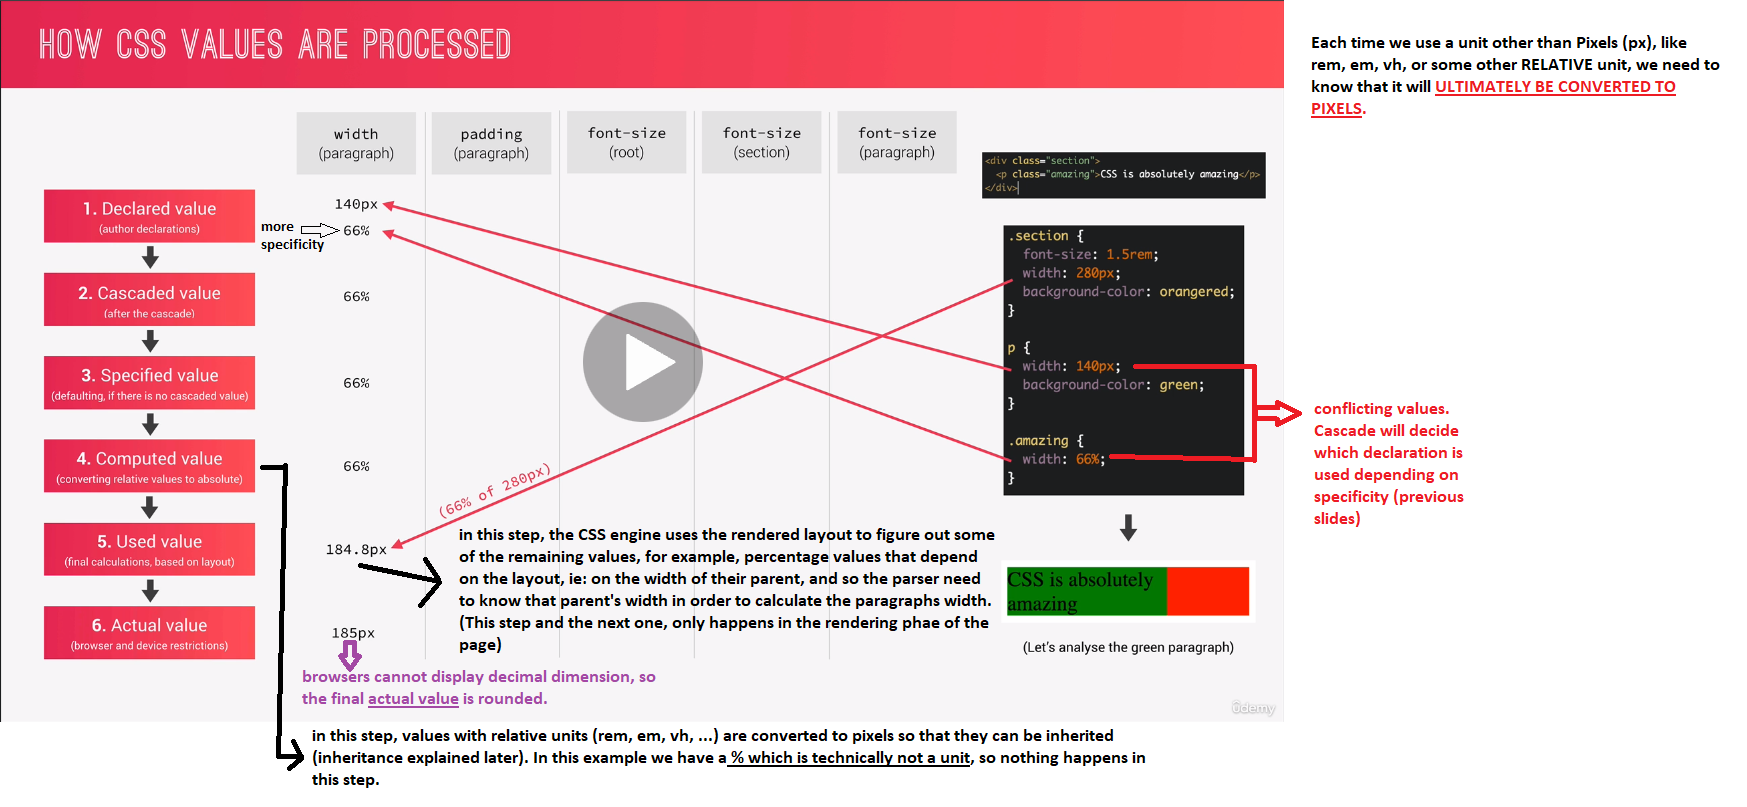 HOW CSS VALUES ARE PROCESSED
Each time we use a unit other than Pixels (px), like
rem, em, vh, or some other RELATIVE unit, we need to
know that it will ULTIMATELY BE CONVERTED TO
PIXELS.
width
(paragraph)
padding
(paragraph)
font-size
(root)
font-size
(section)
font-size
(paragraph)
<div class="section">
<p class="amazing">CSS is absolutely amazing</p>
</div>
1. Declared value
(author declarations)
more
specificity
140px
66%
2. Cascaded value
(after the cascade)
66%
3. Specified value
(defaulting, if there is no cascaded value)
66%
4. Computed value
(converting relative values to absolute)
66%
5. Used value
(final calculations, based on layout)
184.8px
(66% of 280px)
6. Actual value
(browser and device restrictions)
185px
.section {
font-size: 1.5rem;
width: 280px;
background-color: orangered;
}
p {
width: 140px;
background-color: green;
}
.amazing {
width: 66%;
}
conflicting values.
Cascade will decide
which declaration is
used depending on
specificity (previous
slides)
in this step, the CSS engine uses the rendered layout to figure out some
of the remaining values, for example, percentage values that depend
on the layout, ie: on the width of their parent, and so the parser need
to know that parent's width in order to calculate the paragraphs width.
(This step and the next one, only happens in the rendering phae of the
page)
CSS is absolutely
amazing
(Let's analyse the green paragraph)
browsers cannot display decimal dimension, so
the final actual value is rounded.
ûdemy
in this step, values with relative units (rem, em, vh, ...) are converted to pixels so that they can be inherited
(inheritance explained later). In this example we have a % which is technically not a unit, so nothing happens in
this step.